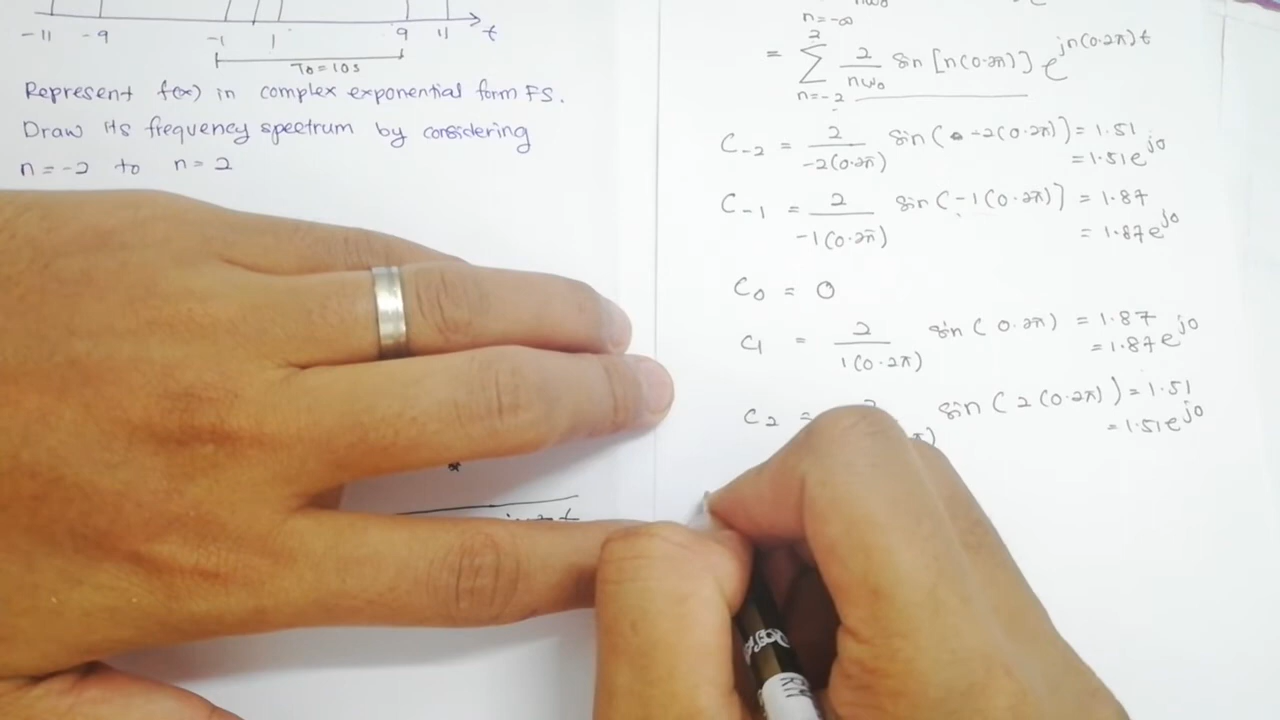 -11 -9 -1 1 9 11 t
T0 = 10s
Represent f(x) in complex exponential form FS.
Draw its frequency spectrum by considering
n = -2 to n = 2
n=-∞
2
= ∑ 2/nω₀ sin [n(0.2π)] e^jn(0.2π)t
n=-2
C-2 = 2/-2(0.2π) sin(-2(0.2π)] = 1.51
= 1.51e^j0
C-1 = 2/-1(0.2π) sin(-1(0.2π)] = 1.87
= 1.87e^j0
C0 = 0
C1 = 2/1(0.2π) sin(0.2π) = 1.87
= 1.87e^j0
C2 = sin(2(0.2π)) = 1.51
= 1.51e^j0